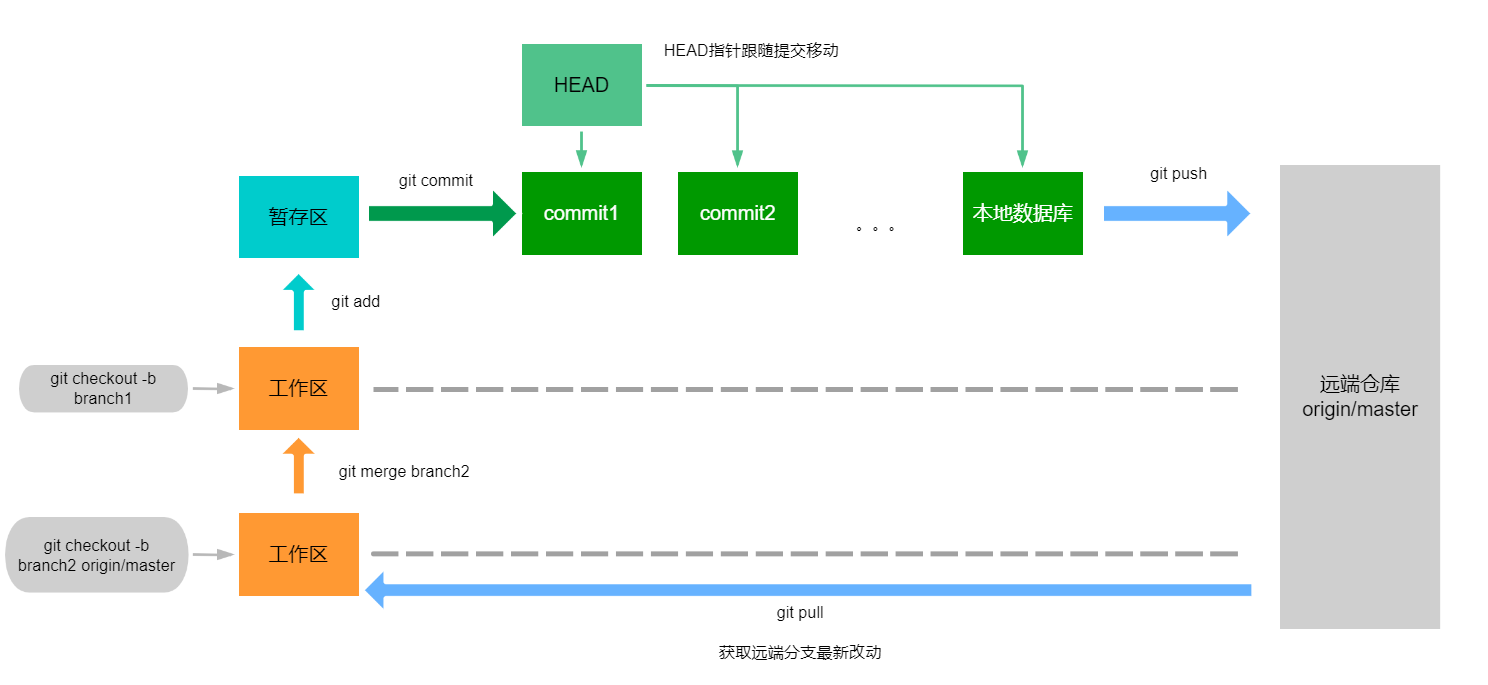 HEAD指针跟随提交移动
HEAD
git commit
git push
暂存区
commit1
commit2
。。。
本地数据库
git add
git checkout -b
branch1
工作区
远端仓库
origin/master
git merge branch2
git checkout -b
branch2 origin/master
工作区
git pull
获取远端分支最新改动